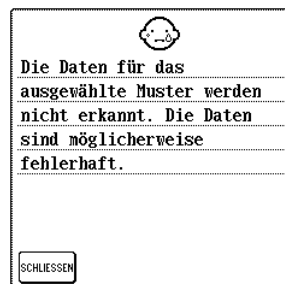 Die Daten für das
ausgewählte Muster werden
nicht erkannt. Die Daten
sind möglicherweise
fehlerhaft.
SCHLIESSEN